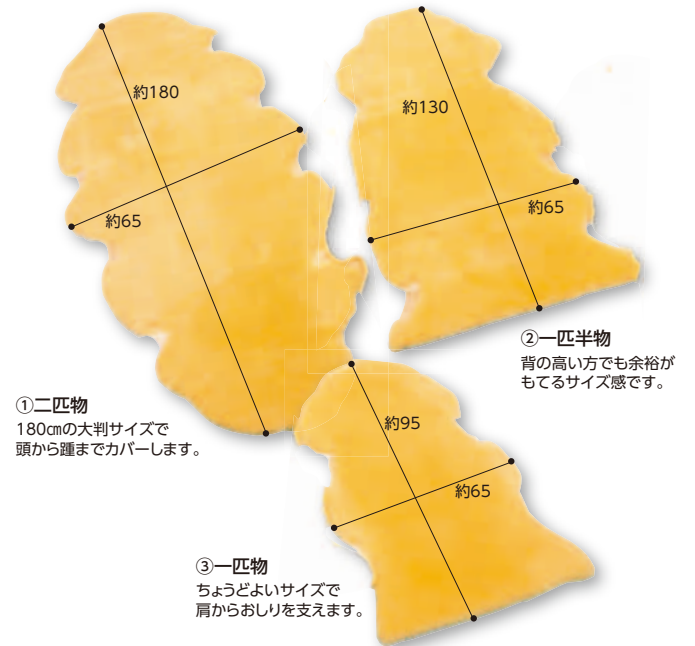 約180
約65
①二匹物
180㎝の大判サイズで
頭から踵までカバーします。
約130
約65
②一匹半物
背の高い方でも余裕が
もてるサイズ感です。
約95
約65
③一匹物
ちょうどよいサイズで
肩からおしりを支えます。